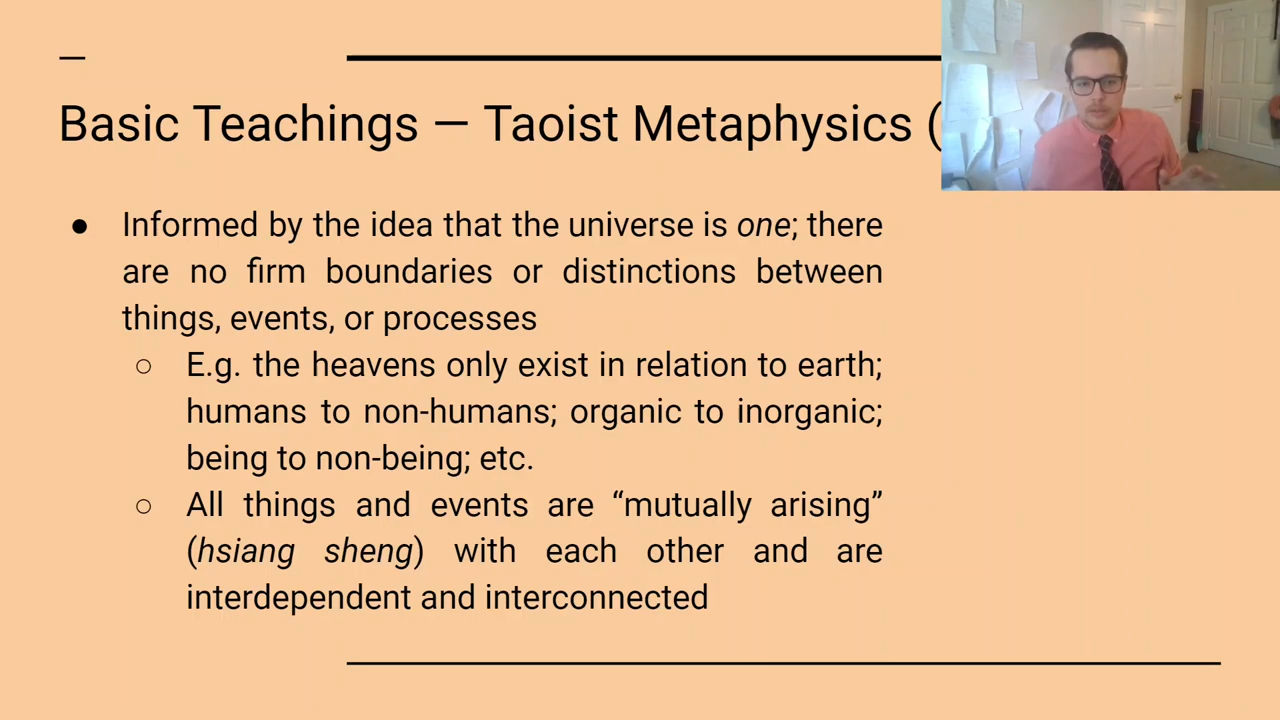 Basic Teachings — Taoist Metaphysics (
● Informed by the idea that the universe is one; there
are no firm boundaries or distinctions between
things, events, or processes
○ E.g. the heavens only exist in relation to earth;
humans to non-humans; organic to inorganic;
being to non-being; etc.
○ All things and events are “mutually arising”
(hsiang sheng) with each other and are
interdependent and interconnected